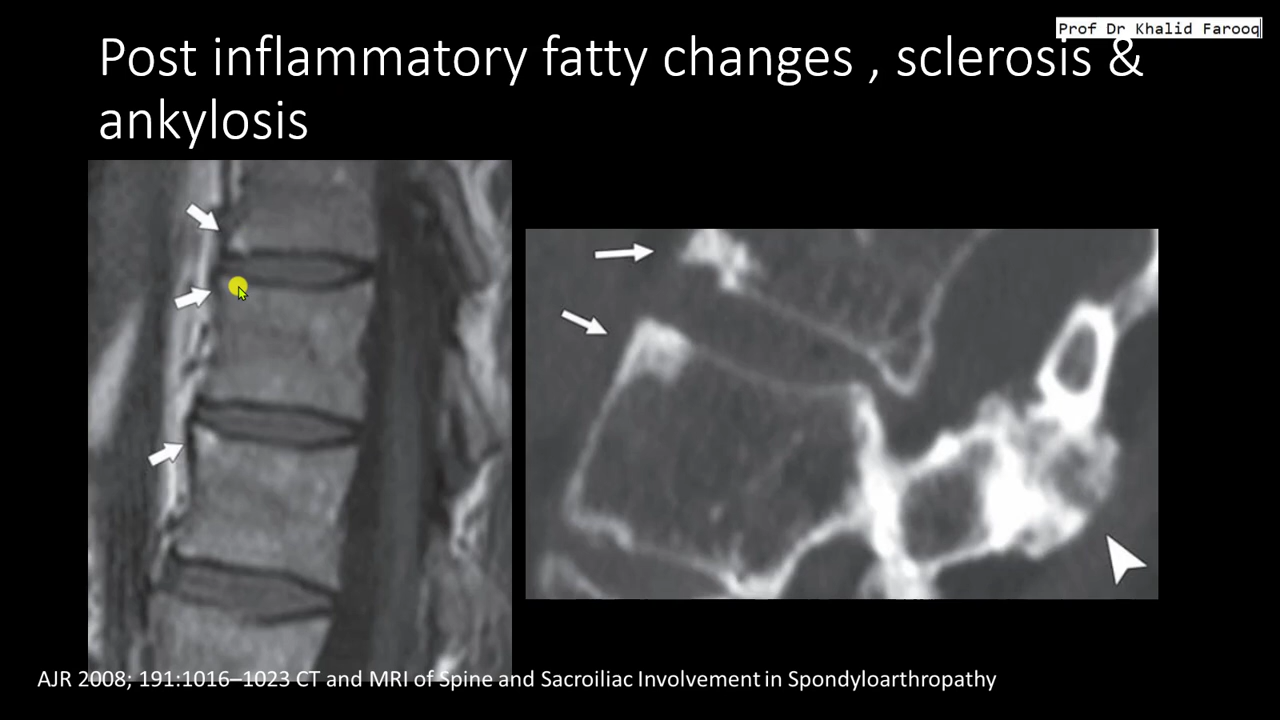 Prof Dr Khalid Farooq
Post inflammatory fatty changes , sclerosis &
ankylosis
AJR 2008; 191:1016–1023 CT and MRI of Spine and Sacroiliac Involvement in Spondyloarthropathy